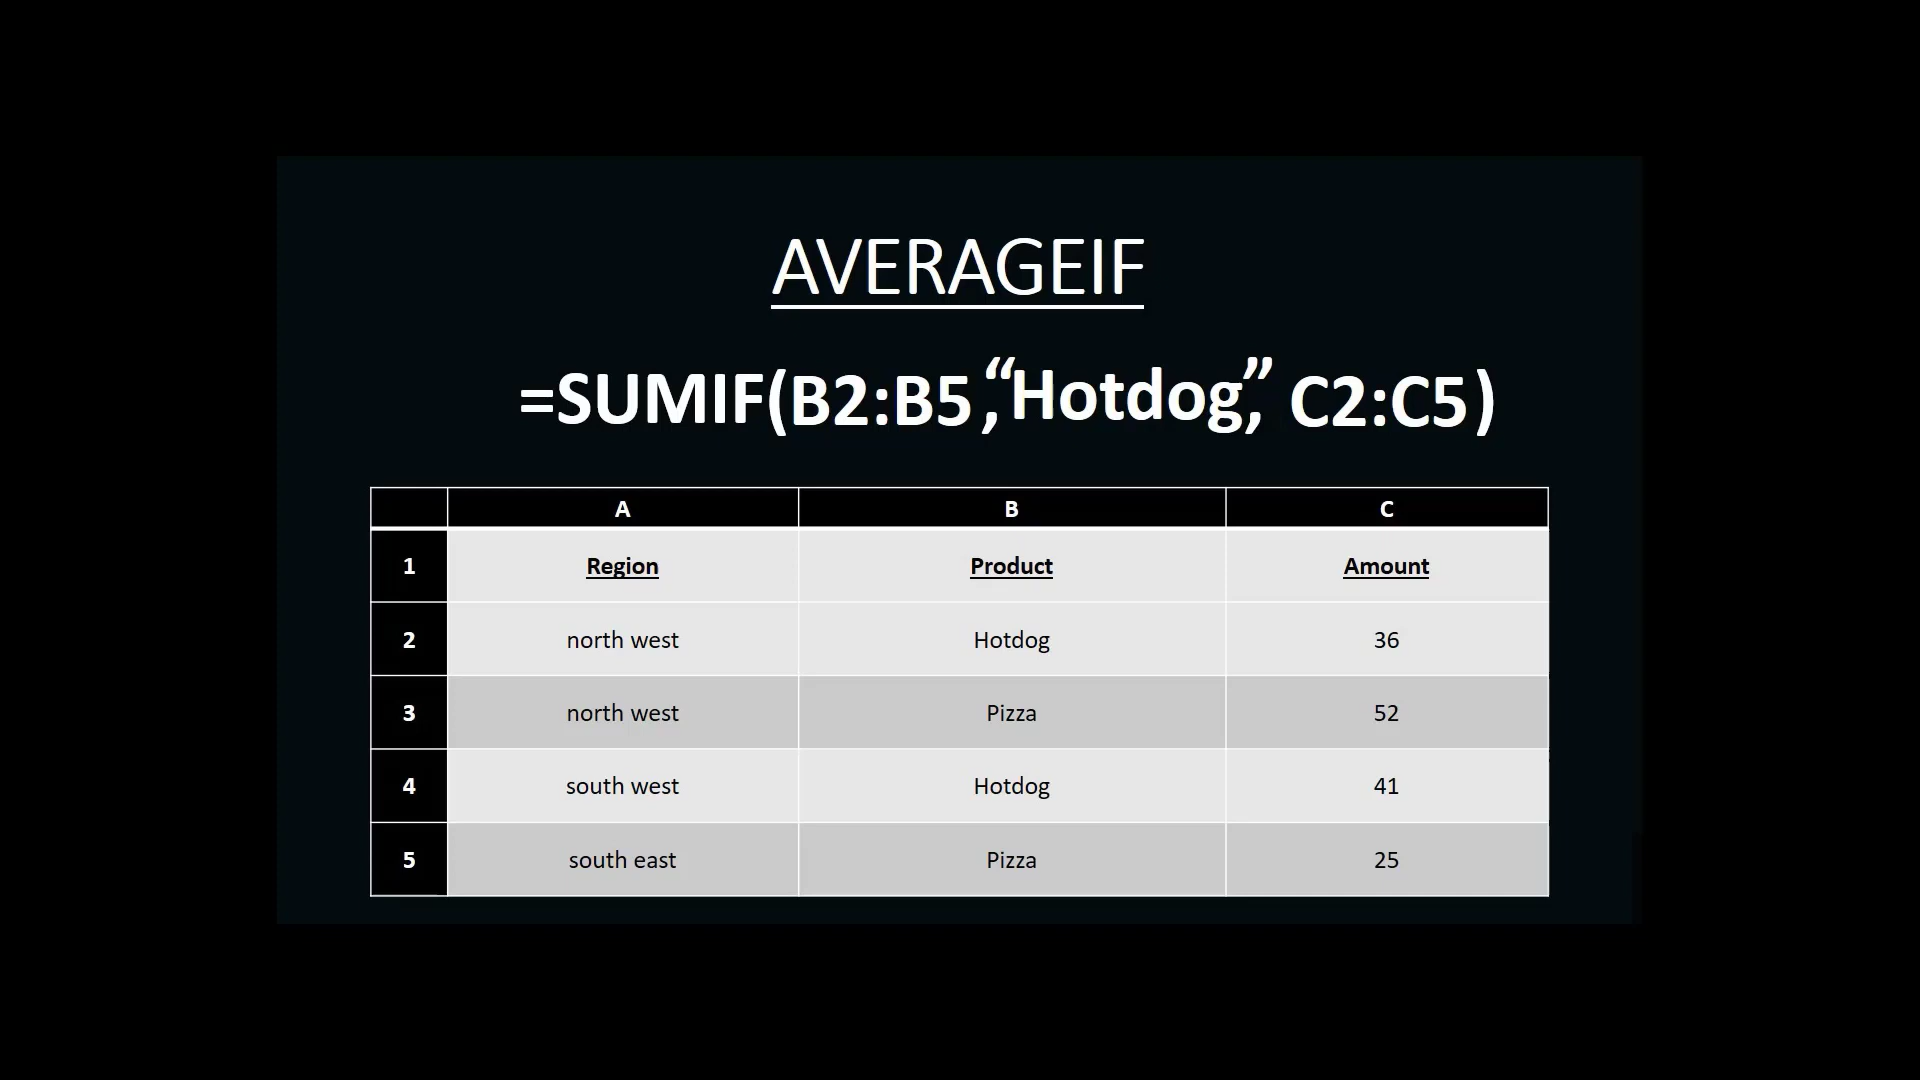 AVERAGEIF
=SUMIF(B2:B5,“Hotdog,” C2:C5)
A B C
1 Region Product Amount
2 north west Hotdog 36
3 north west Pizza 52
4 south west Hotdog 41
5 south east Pizza 25